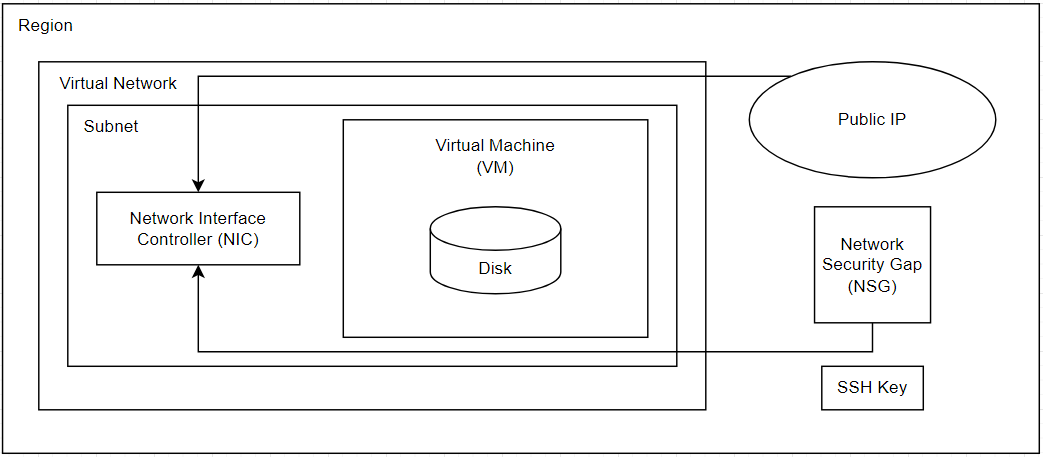 Region
Virtual Network
Subnet
Virtual Machine
(VM)
Public IP
Network Interface
Controller (NIC)
Disk
Network
Security Gap
(NSG)
SSH Key